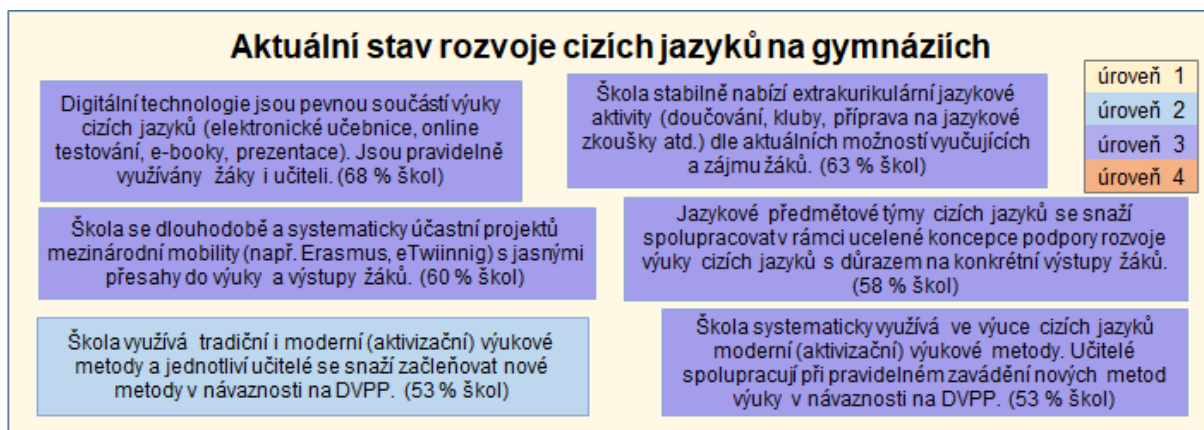 Aktuální stav rozvoje cizích jazyků na gymnáziích
Digitální technologie jsou pevnou součástí výuky
cizích jazyků (elektronické učebnice, online
testování, e-booky, prezentace). Jsou pravidelně
využívány žáky i učiteli. (68 % škol)
Škola stabilně nabízí extrakurikulární jazykové
aktivity (doučování, kluby, příprava na jazykové
zkoušky atd.) dle aktuálních možností vyučujících
a zájmu žáků. (63 % škol)
úroveň 1
úroveň 2
úroveň 3
úroveň 4
Škola se dlouhodobě a systematicky účastní projektů
mezinárodní mobility (např. Erasmus, eTwiinnig) s jasnými
přesahy do výuky a výstupy žáků. (60 % škol)
Jazykové předmětové týmy cizích jazyků se snaží
spolupracovat v rámci ucelené koncepce podpory rozvoje
výuky cizích jazyků s důrazem na konkrétní výstupy žáků.
(58 % škol)
Škola využívá tradiční i moderní (aktivizační) výukové
metody a jednotliví učitelé se snaží začleňovat nové
metody v návaznosti na DVPP. (53 % škol)
Škola systematicky využívá ve výuce cizích jazyků
moderní (aktivizační) výukové metody. Učitelé
spolupracují při pravidelném zavádění nových metod
výuky v návaznosti na DVPP. (53 % škol)